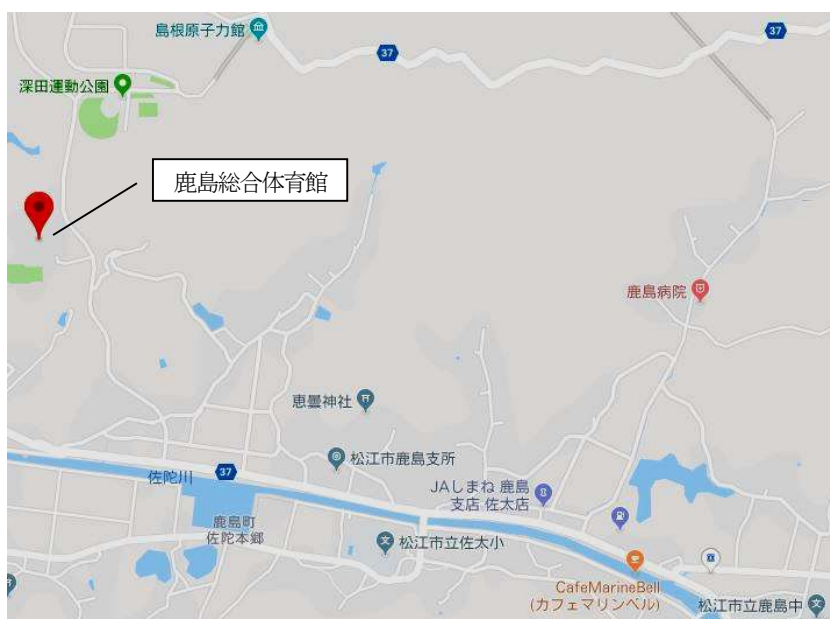 島根原子力館
37
37
深田運動公園
鹿島総合体育館
鹿島病院
恵曇神社
松江市鹿島支所
佐陀川
37
JAしまね 鹿島
支店 佐太店
鹿島町
佐陀本郷
松江市立佐太小
CafeMarineBell
(カフェマリンベル)
松江市立鹿島中